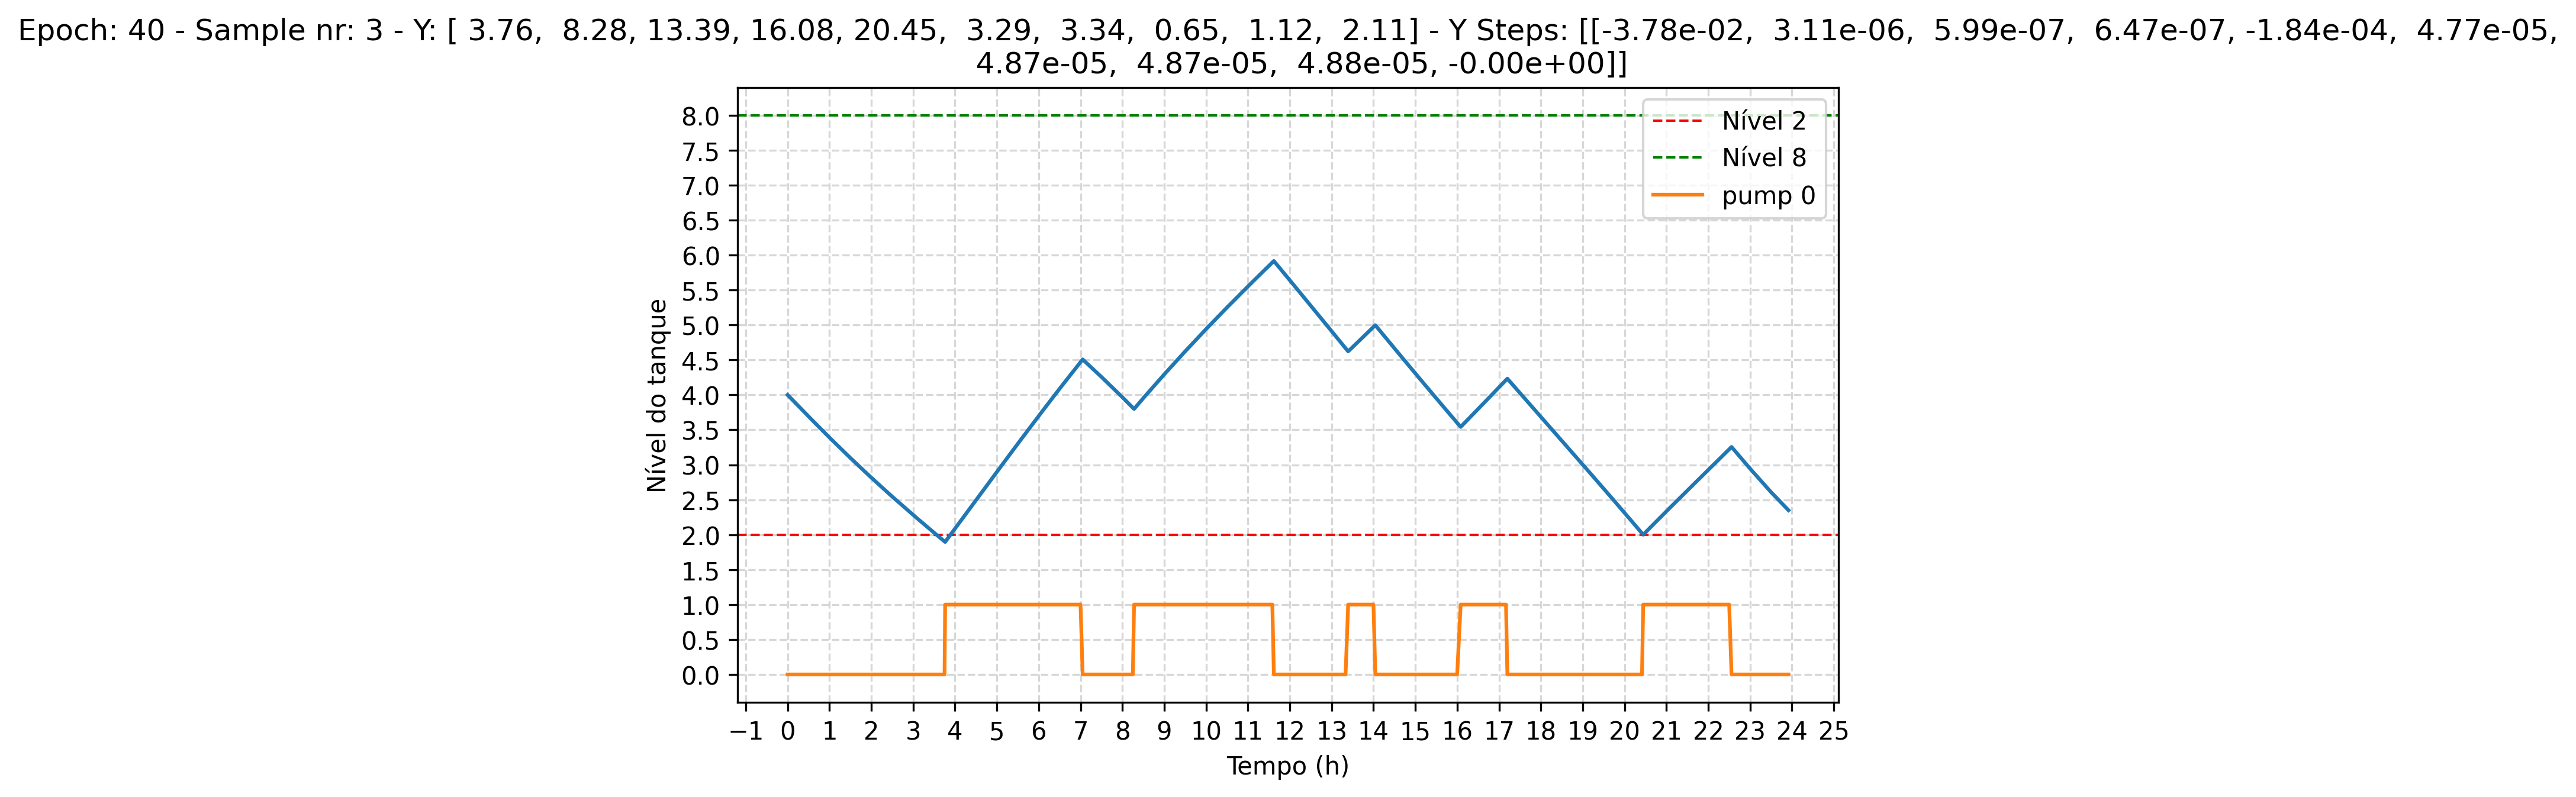 Epoch: 40 - Sample nr: 3 - Y: [ 3.76,  8.28, 13.39, 16.08, 20.45,  3.29,  3.34,  0.65,  1.12,  2.11] - Y Steps: [[-3.78e-02,  3.11e-06,  5.99e-07,  6.47e-07, -1.84e-04,  4.77e-05,
4.87e-05,  4.87e-05,  4.88e-05, -0.00e+00]]
Nível 2
Nível 8
pump 0
Nível do tanque
8.0
7.5
7.0
6.5
6.0
5.5
5.0
4.5
4.0
3.5
3.0
2.5
2.0
1.5
1.0
0.5
0.0
−1 0 1 2 3 4 5 6 7 8 9 10 11 12 13 14 15 16 17 18 19 20 21 22 23 24 25
Tempo (h)